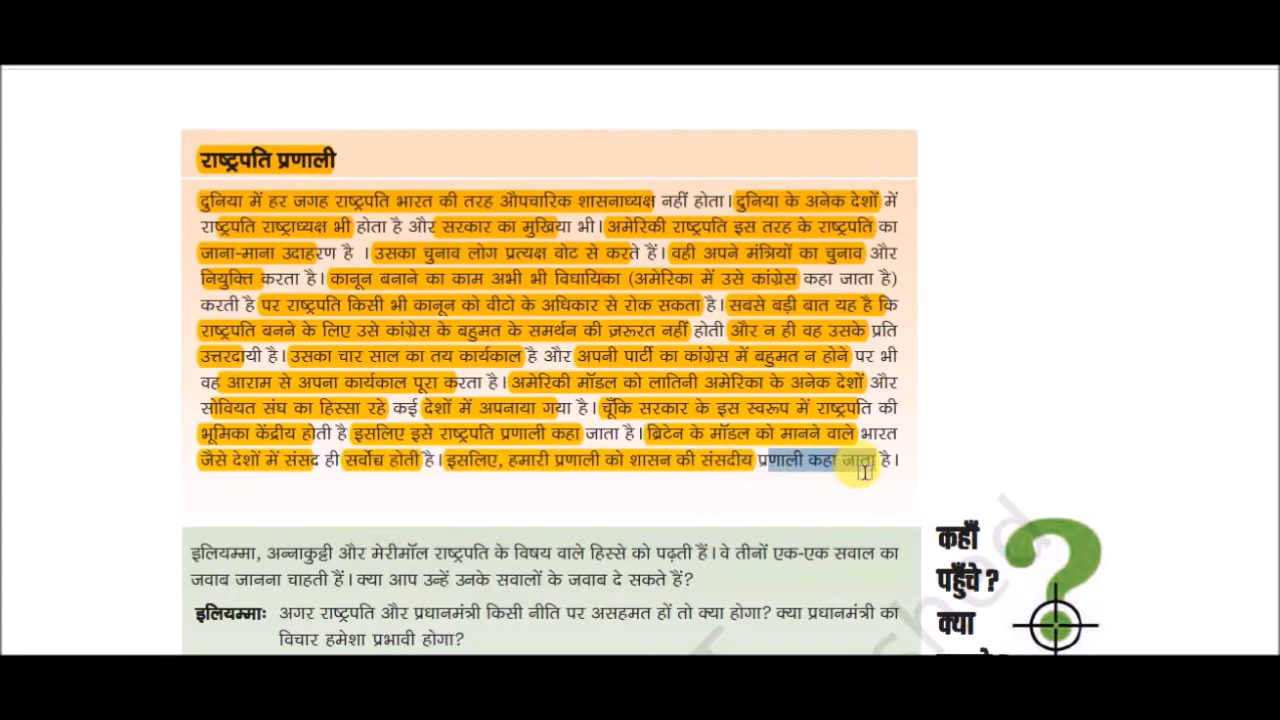 राष्ट्रपति प्रणाली
दुनिया में हर जगह राष्ट्रपति भारत की तरह औपचारिक शासनाध्यक्ष नहीं होता। दुनिया के अनेक देशों में
राष्ट्रपति राष्ट्राध्यक्ष भी होता है और सरकार का मुखिया भी। अमेरिकी राष्ट्रपति इस तरह के राष्ट्रपति का
जाना-माना उदाहरण है । उसका चुनाव लोग प्रत्यक्ष वोट से करते हैं। वही अपने मंत्रियों का चुनाव और
नियुक्ति करता है। कानून बनाने का काम अभी भी विधायिका (अमेरिका में उसे कांग्रेस कहा जाता है)
करती है पर राष्ट्रपति किसी भी कानून को वीटो के अधिकार से रोक सकता है। सबसे बड़ी बात यह है कि
राष्ट्रपति बनने के लिए उसे कांग्रेस के बहुमत के समर्थन की ज़रूरत नहीं होती और न ही वह उसके प्रति
उत्तरदायी है। उसका चार साल का तय कार्यकाल है और अपनी पार्टी का कांग्रेस में बहुमत न होने पर भी
वह आराम से अपना कार्यकाल पूरा करता है। अमेरिकी मॉडल को लातिनी अमेरिका के अनेक देशों और
सोवियत संघ का हिस्सा रहे कई देशों में अपनाया गया है। चूँकि सरकार के इस स्वरूप में राष्ट्रपति की
भूमिका केंद्रीय होती है इसलिए इसे राष्ट्रपति प्रणाली कहा जाता है। ब्रिटेन के मॉडल को मानने वाले भारत
जैसे देशों में संसद ही सर्वोच्च होती है। इसलिए, हमारी प्रणाली को शासन की संसदीय प्रणाली कहा जाता है।
इलियम्मा, अन्नाकुट्टी और मेरीमॉल राष्ट्रपति के विषय वाले हिस्से को पढ़ती हैं। वे तीनों एक-एक सवाल का
जवाब जानना चाहती हैं। क्या आप उन्हें उनके सवालों के जवाब दे सकते हैं?
इलियम्माः अगर राष्ट्रपति और प्रधानमंत्री किसी नीति पर असहमत हों तो क्या होगा? क्या प्रधानमंत्री का
विचार हमेशा प्रभावी होगा?
कहाँ
पहुँचे ?
क्या